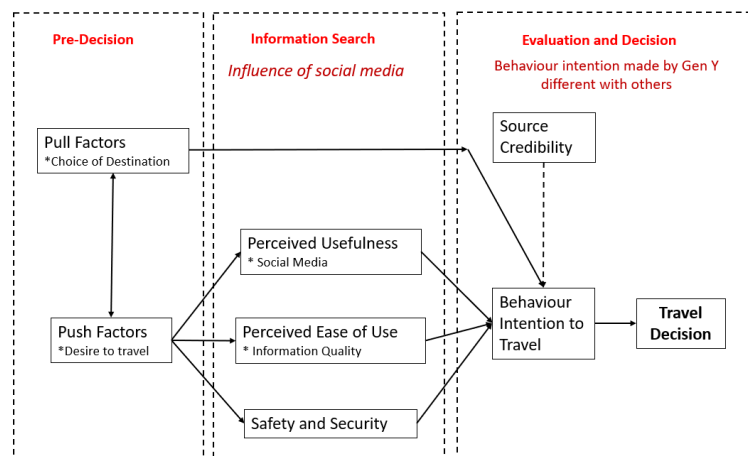 Pre-Decision
Information Search
Influence of social media
Evaluation and Decision
Behaviour intention made by Gen Y
different with others
Pull Factors
*Choice of Destination
Source
Credibility
Perceived Usefulness
* Social Media
Push Factors
*Desire to travel
Perceived Ease of Use
* Information Quality
Behaviour
Intention to
Travel
Travel
Decision
Safety and Security